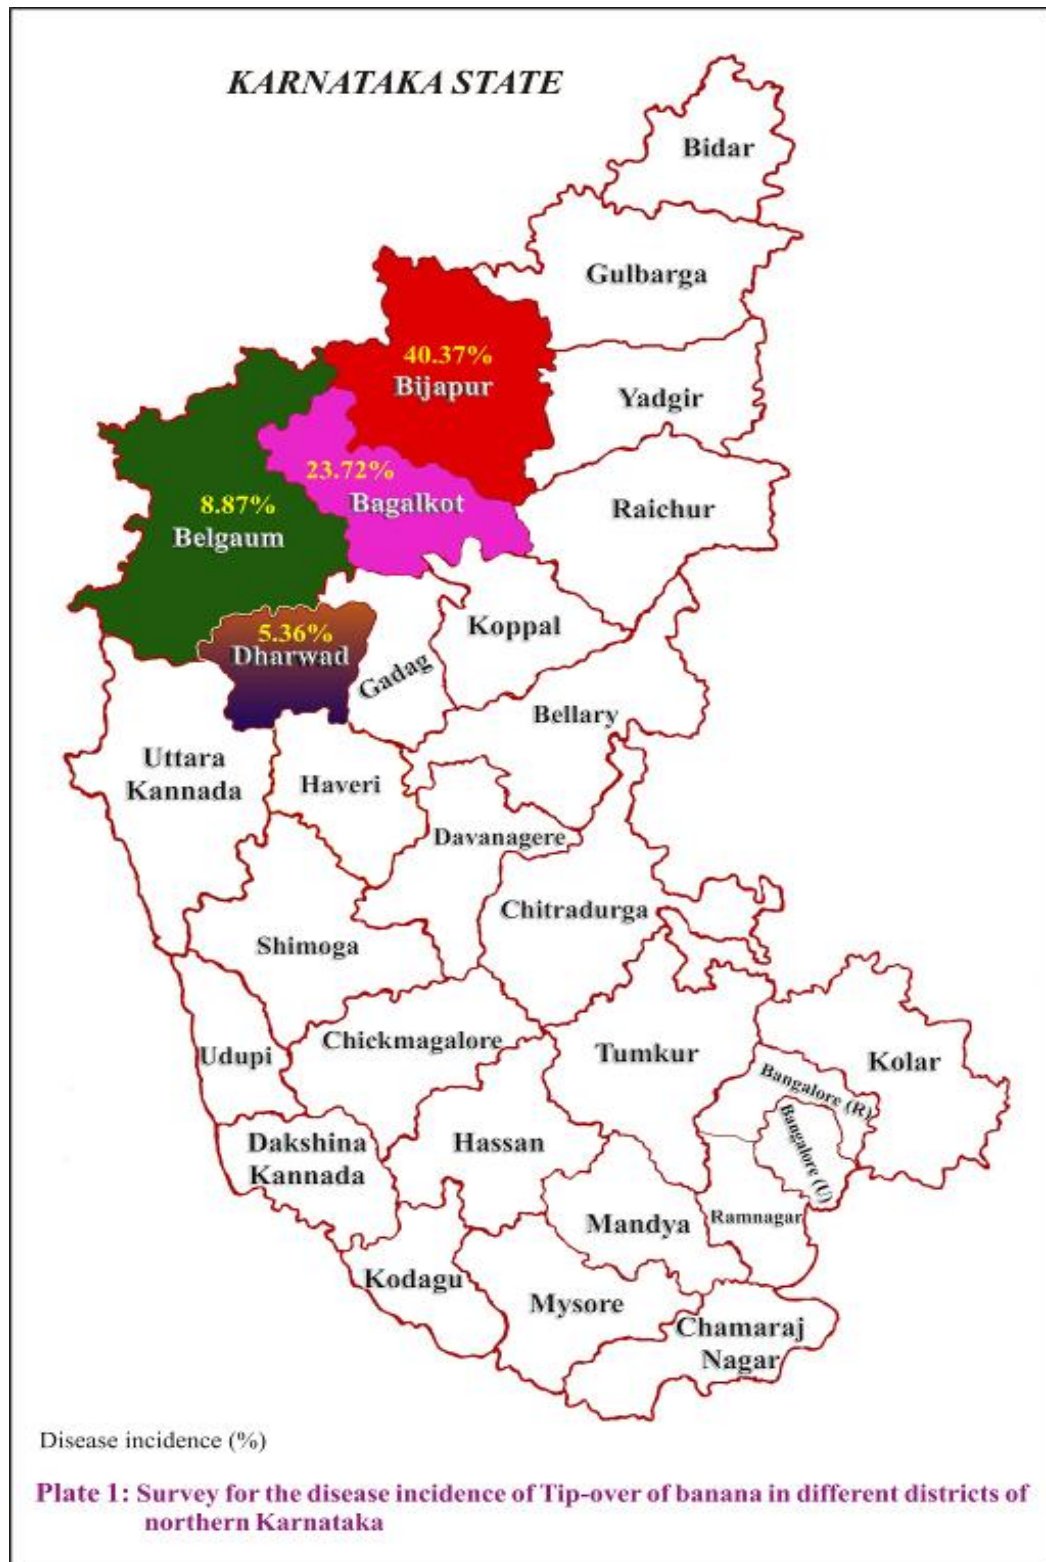 KARNATAKA STATE
Bidar
Gulbarga
40.37%
Bijapur
Yadgir
23.72%
Bagalkot
8.87%
Belgaum
Raichur
5.36%
Dharwad
Koppal
Gadag
Bellary
Uttara
Kannada
Haveri
Davanagere
Chitradurga
Shimoga
Udupi
Chickmagalore
Tumkur
Kolar
Bangalore (R)
Bangalore (U)
Dakshina
Kannada
Hassan
Mandya
Ramnagar
Kodagu
Mysore
Chamaraj
Nagar
Disease incidence (%)
Plate 1: Survey for the disease incidence of Tip-over of banana in different districts of
northern Karnataka